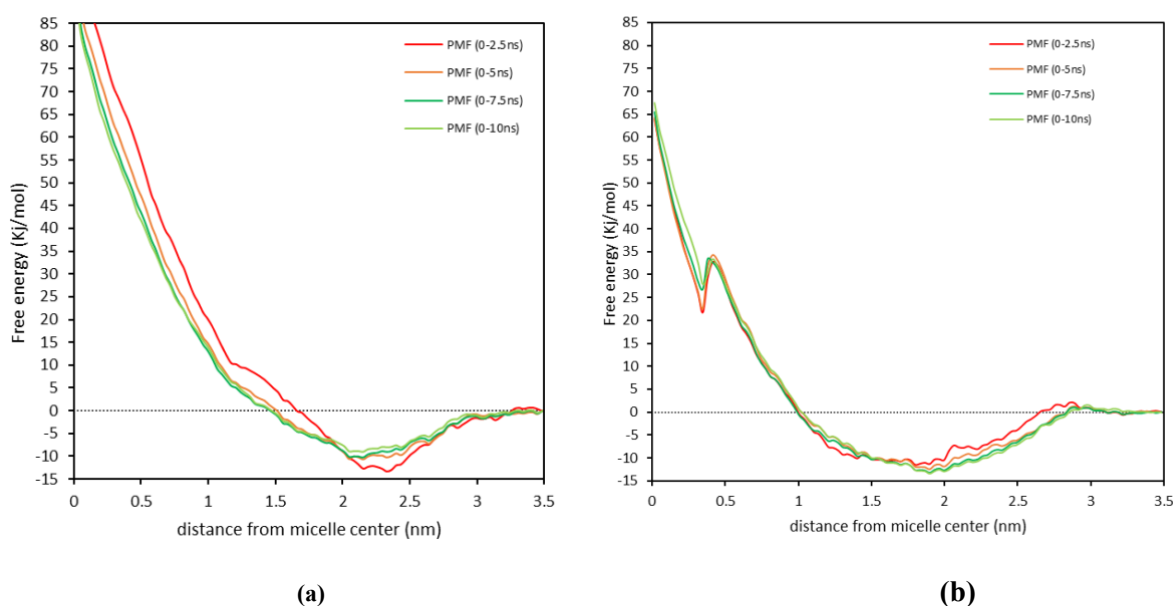 85
80
75
70
65
60
55
50
45
40
35
30
25
20
15
10
5
0
-5
-10
-15
Free energy (Kj/mol)
PMF (0-2.5ns)
PMF (0-5ns)
PMF (0-7.5ns)
PMF (0-10ns)
0 0.5 1 1.5 2 2.5 3 3.5
distance from micelle center (nm)
(a)
85
80
75
70
65
60
55
50
45
40
35
30
25
20
15
10
5
0
-5
-10
-15
Free energy (Kj/mol)
PMF (0-2.5ns)
PMF (0-5ns)
PMF (0-7.5ns)
PMF (0-10ns)
0 0.5 1 1.5 2 2.5 3 3.5
distance from micelle center (nm)
(b)